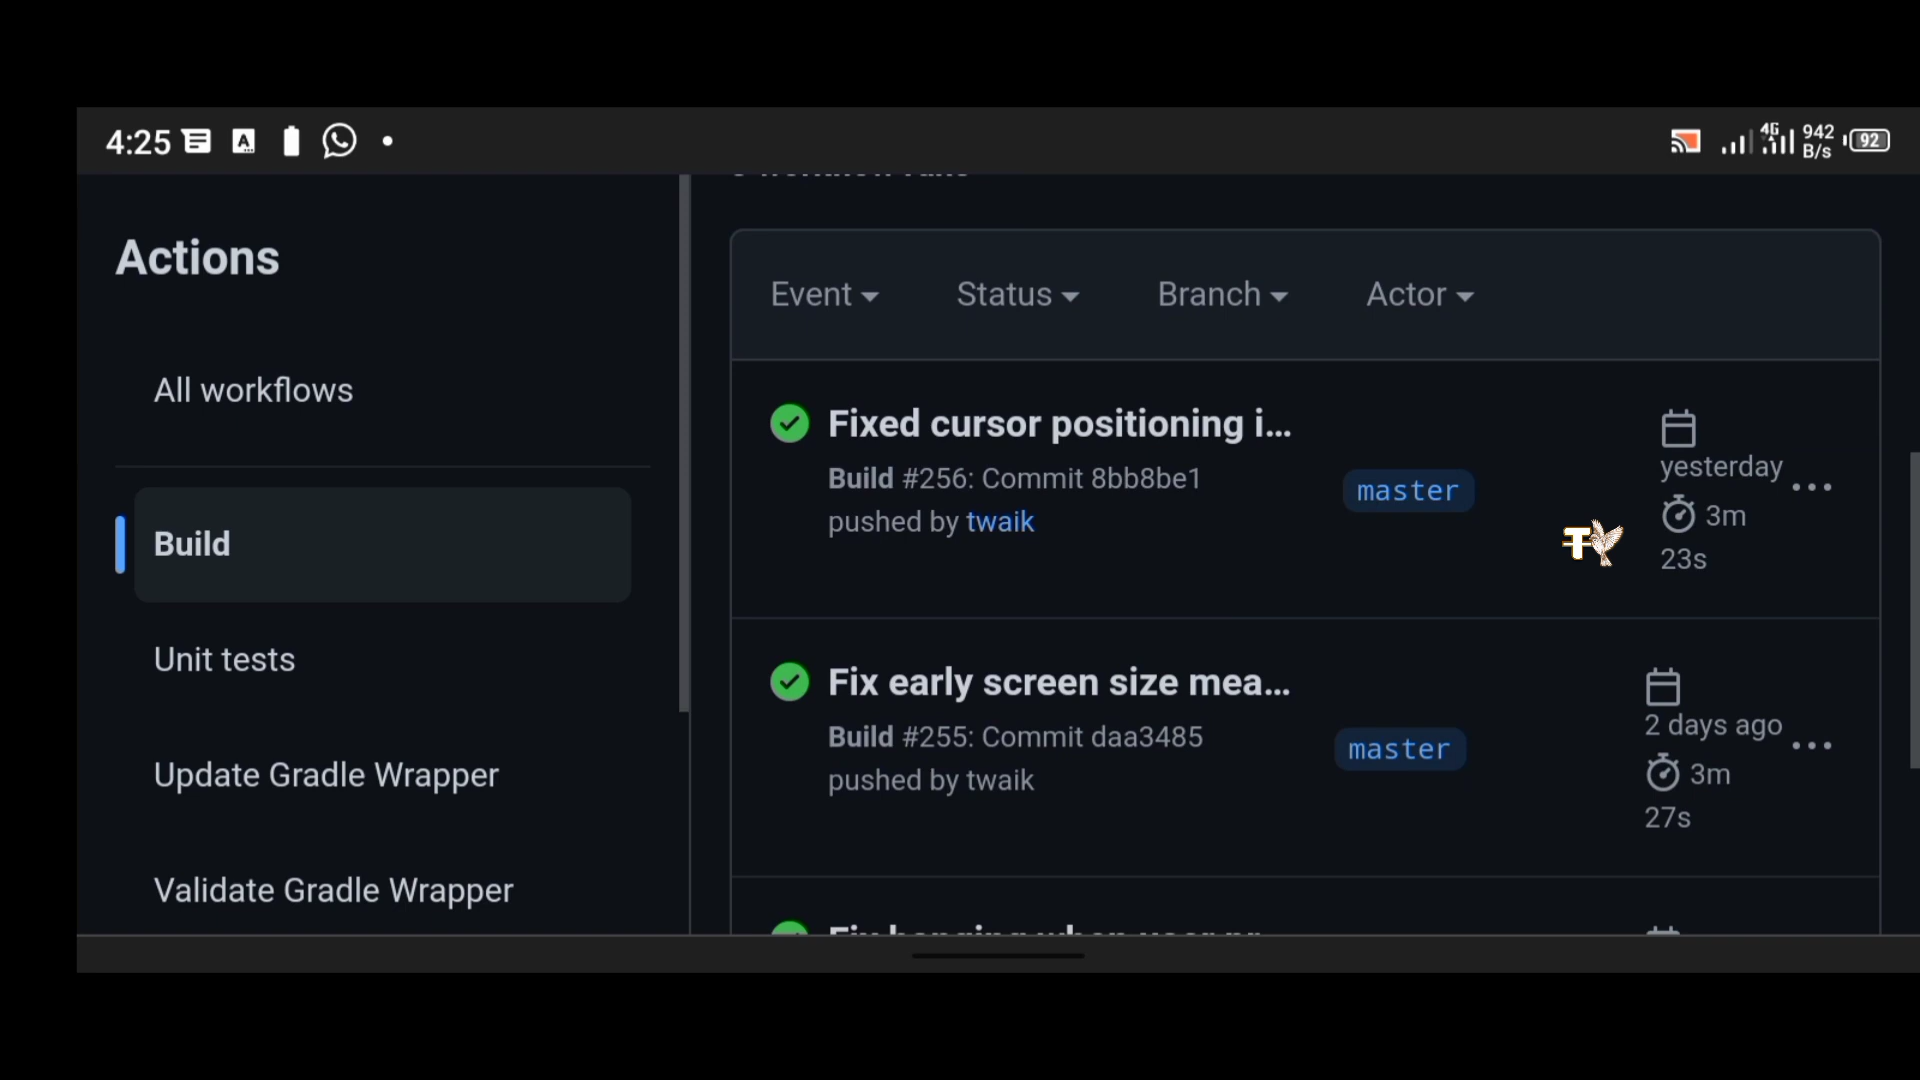 4:25
4G
942
B/s
92
Actions
Event
Status
Branch
Actor
All workflows
Fixed cursor positioning i...
Build #256: Commit 8bb8be1
pushed by twaik
master
yesterday
3m
23s
Build
Unit tests
Fix early screen size mea...
Build #255: Commit daa3485
pushed by twaik
master
2 days ago
3m
27s
Update Gradle Wrapper
Validate Gradle Wrapper